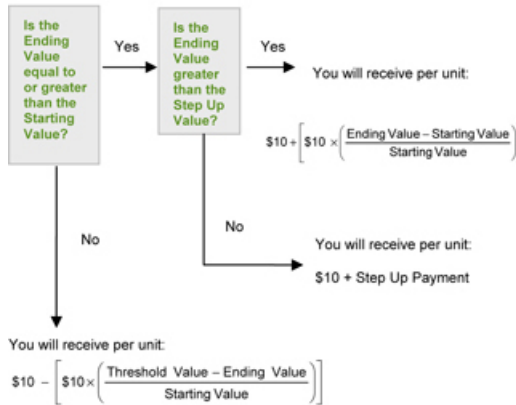 Is the
Ending
Value
equal to
or greater
than the
Starting
Value?
Yes
Is the
Ending
Value
greater
than the
Step Up
Value?
Yes
You will receive per unit:
$10 + [$10 × (Ending Value – Starting Value
Starting Value)
No
No
You will receive per unit:
$10 + Step Up Payment
You will receive per unit:
$10 – [$10 × (Threshold Value – Ending Value
Starting Value)]